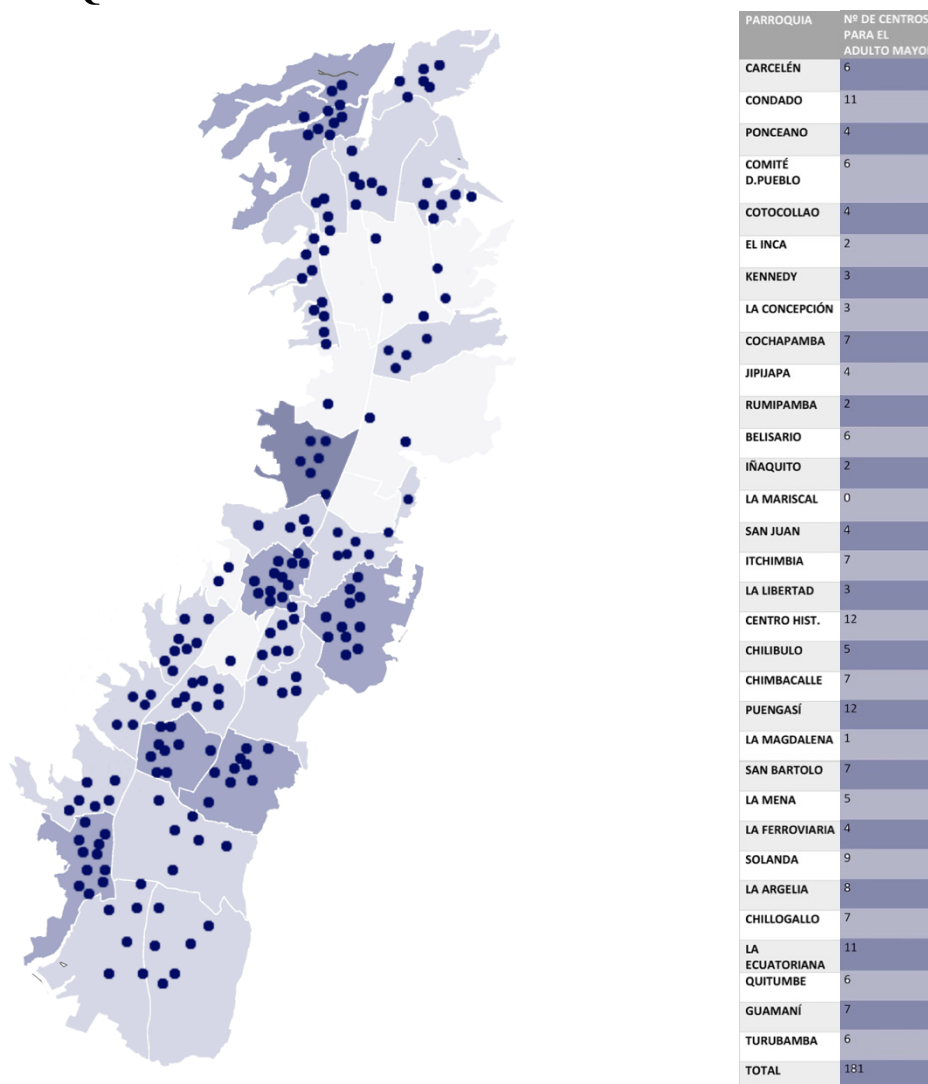 PARROQUIA Nº DE CENTROS
PARA EL
ADULTO MAYO
CARCELÉN 6
CONDADO 11
PONCEANO 4
COMITÉ 6
D.PUEBLO
COTOCOLLAO 4
EL INCA 2
KENNEDY 3
LA CONCEPCIÓN 3
COCHAPAMBA 7
JIPIJAPA 4
RUMIPAMBA 2
BELISARIO 6
IÑAQUITO 2
LA MARISCAL 0
SAN JUAN 4
ITCHIMBIA 7
LA LIBERTAD 3
CENTRO HIST. 12
CHILIBULO 5
CHIMBACALLE 7
PUENGASÍ 12
LA MAGDALENA 1
SAN BARTOLO 7
LA MENA 5
LA FERROVIARIA 4
SOLANDA 9
LA ARGELIA 8
CHILLOGALLO 7
LA 11
ECUATORIANA
QUITUMBE 6
GUAMANÍ 7
TURUBAMBA 6
TOTAL 181